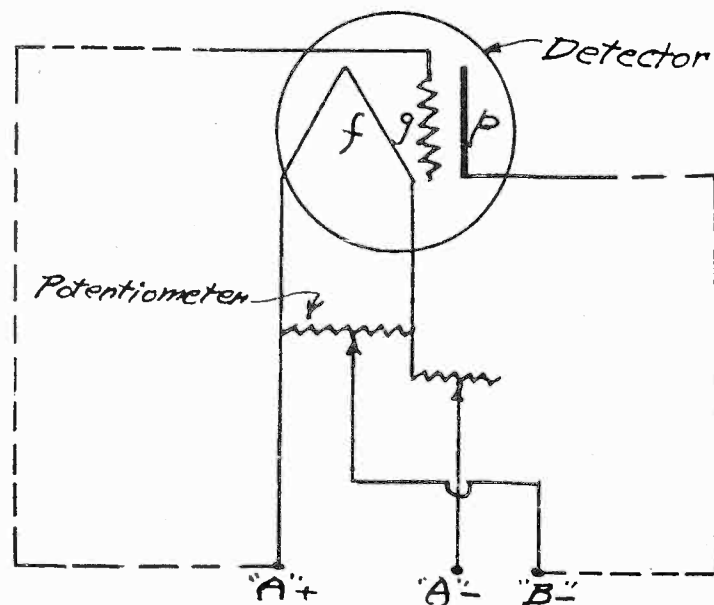 Detector
f g p
Potentiometer
"A"+ "A"- "B-"